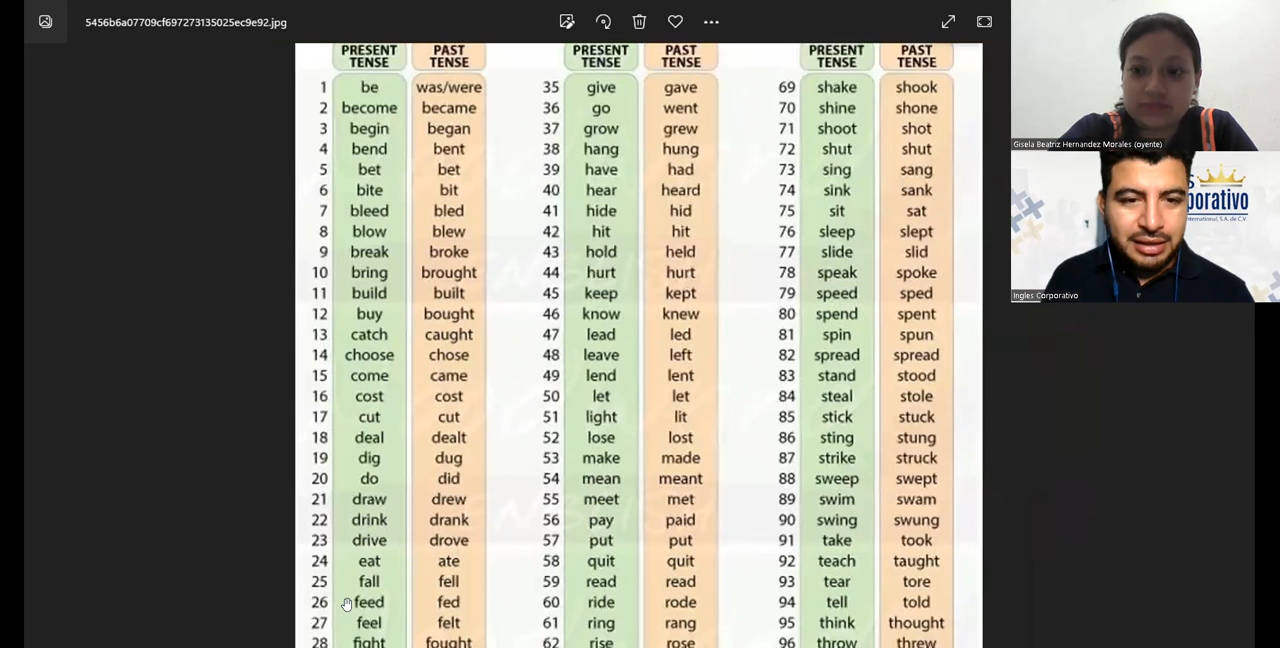 5456b6a07709cf697273135025ec9e92.jpg
PRESENT TENSE PAST TENSE PRESENT TENSE PAST TENSE PRESENT TENSE PAST TENSE
1 be was/were 35 give gave 69 shake shook
2 become became 36 go went 70 shine shone
3 begin began 37 grow grew 71 shoot shot
4 bend bent 38 hang hung 72 shut shut
5 bet bet 39 have had 73 sing sang
6 bite bit 40 hear heard 74 sink sank
7 bleed bled 41 hide hid 75 sit sat
8 blow blew 42 hit hit 76 sleep slept
9 break broke 43 hold held 77 slide slid
10 bring brought 44 hurt hurt 78 speak spoke
11 build built 45 keep kept 79 speed sped
12 buy bought 46 know knew 80 spend spent
13 catch caught 47 lead led 81 spin spun
14 choose chose 48 leave left 82 spread spread
15 come came 49 lend lent 83 stand stood
16 cost cost 50 let let 84 steal stole
17 cut cut 51 light lit 85 stick stuck
18 deal dealt 52 lose lost 86 sting stung
19 dig dug 53 make made 87 strike struck
20 do did 54 mean meant 88 sweep swept
21 draw drew 55 meet met 89 swim swam
22 drink drank 56 pay paid 90 swing swung
23 drive drove 57 put put 91 take took
24 eat ate 58 quit quit 92 teach taught
25 fall fell 59 read read 93 tear tore
26 feed fed 60 ride rode 94 tell told
27 feel felt 61 ring rang 95 think thought
28 fight fought 62 rise rose 96 throw threw
Gisela Beatriz Hernandez Morales (oyente)
S
porativo
International, S.A. de C.V.
Ingles Corporativo